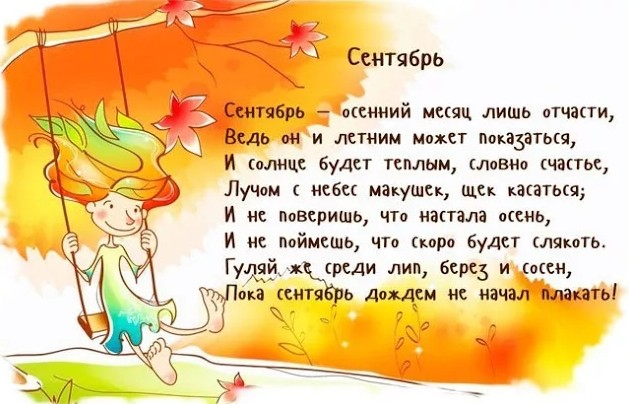 Сентябрь
Сентябрь – осенний месяц лишь отчасти,
Ведь он и летним может показаться,
И солнце будет теплым, словно счастье,
Лучом с небес макушек, щек касаться;
И не поверишь, что настала осень,
И не поймешь, что скоро будет слякоть.
Гуляй же среди лип, берез и сосен,
Пока сентябрь дождем не начал плакать!